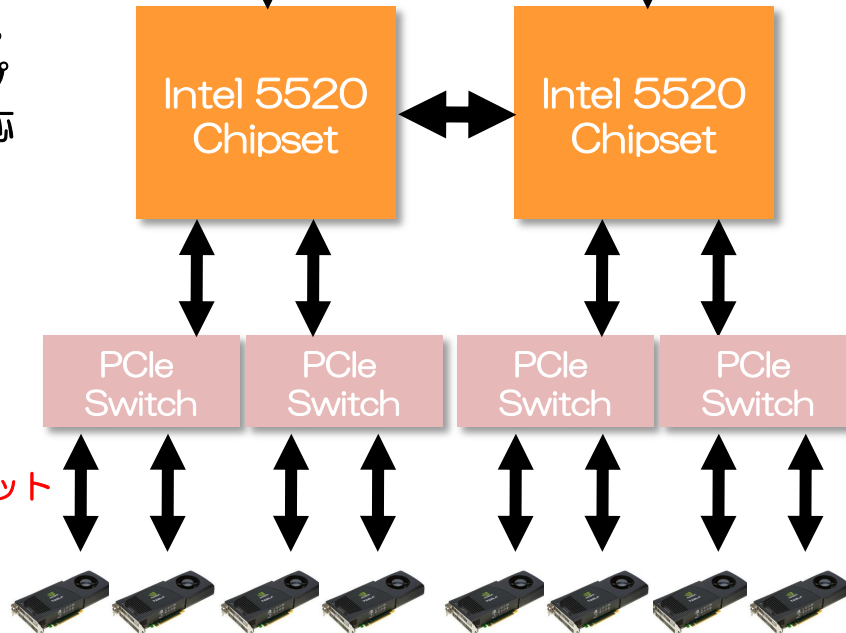 Intel 5520
Chipset
Intel 5520
Chipset
PCIe
Switch
PCIe
Switch
PCIe
Switch
PCIe
Switch
ット